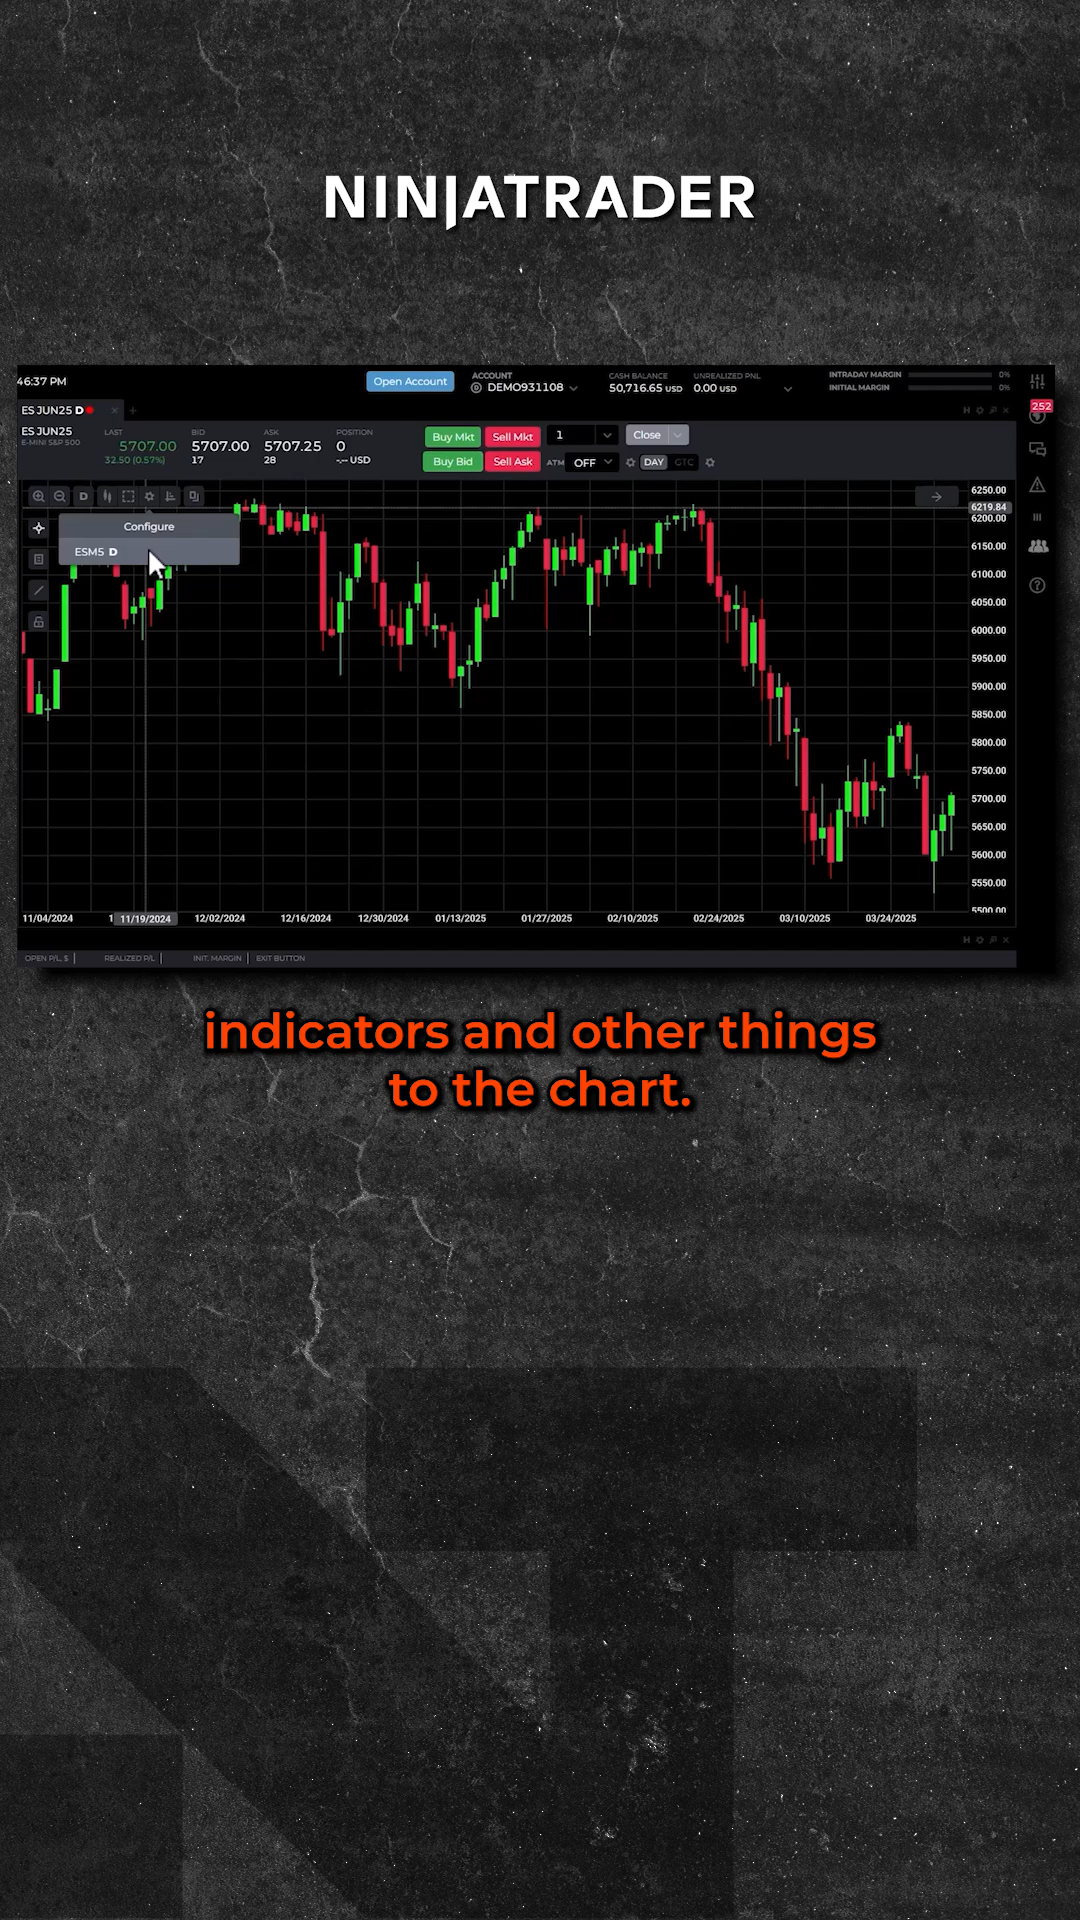 NINJATRADER
46:37 PM
Open Account
ACCOUNT
DEMO931108
CASH BALANCE
50,716.65 USD
UNREALIZED PNL
0.00 USD
INTRADAY MARGIN 0%
INITIAL MARGIN 0%
252
ES JUN25 D
ES JUN25
E-MINI S&P 500
LAST
5707.00
32.50 (0.57%)
BID
5707.00
17
ASK
5707.25
28
POSITION
0
-.-- USD
Buy Mkt
Sell Mkt
1
Close
Buy Bid
Sell Ask
ATM
OFF
DAY
GTC
D
Configure
ESM5 D
6250.00
6219.84
6200.00
6150.00
6100.00
6050.00
6000.00
5950.00
5900.00
5850.00
5800.00
5750.00
5700.00
5650.00
5600.00
5550.00
5500.00
11/04/2024
11/19/2024
12/02/2024
12/16/2024
12/30/2024
01/13/2025
01/27/2025
02/10/2025
02/24/2025
03/10/2025
03/24/2025
OPEN P/L, $
REALIZED P/L
INIT. MARGIN
EXIT BUTTON
indicators and other things
to the chart.